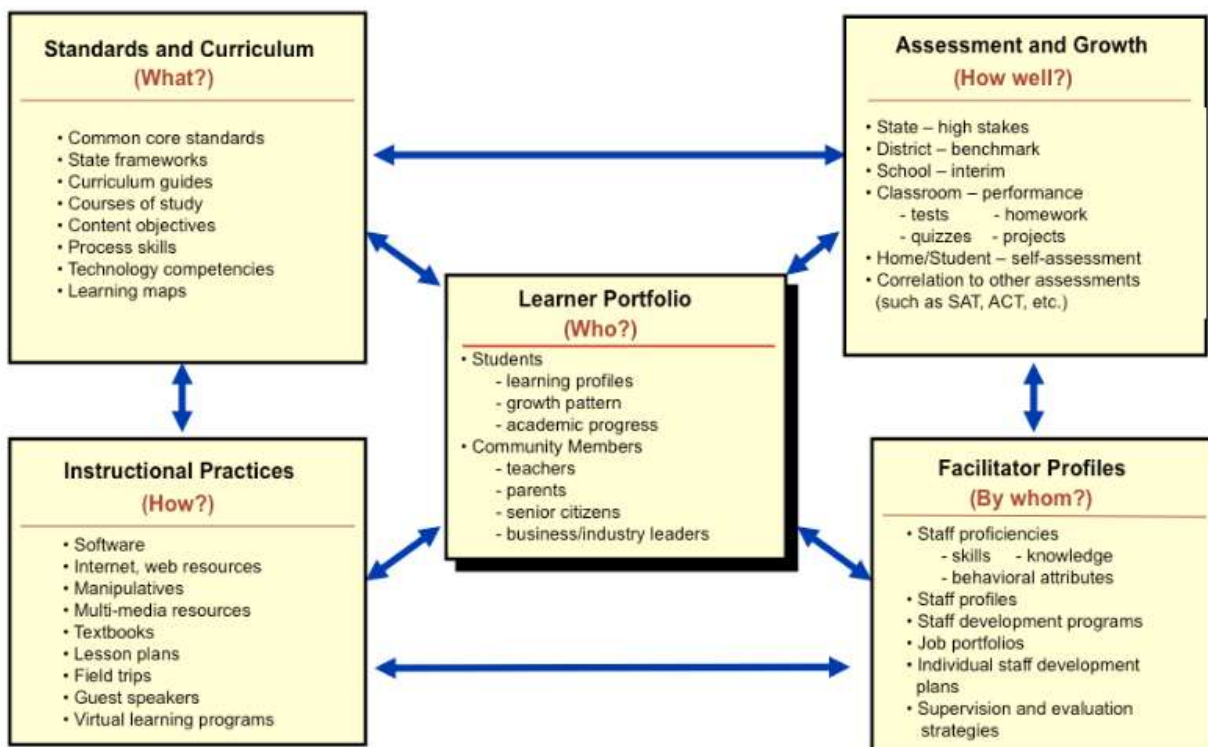 Standards and Curriculum
(What?)
• Common core standards
• State frameworks
• Curriculum guides
• Courses of study
• Content objectives
• Process skills
• Technology competencies
• Learning maps
Assessment and Growth
(How well?)
• State – high stakes
• District – benchmark
• School – interim
• Classroom – performance
- tests - homework
- quizzes - projects
• Home/Student – self-assessment
• Correlation to other assessments
(such as SAT, ACT, etc.)
Learner Portfolio
(Who?)
• Students
- learning profiles
- growth pattern
- academic progress
• Community Members
- teachers
- parents
- senior citizens
- business/industry leaders
Instructional Practices
(How?)
• Software
• Internet, web resources
• Manipulatives
• Multi-media resources
• Textbooks
• Lesson plans
• Field trips
• Guest speakers
• Virtual learning programs
Facilitator Profiles
(By whom?)
• Staff proficiencies
- skills - knowledge
- behavioral attributes
• Staff profiles
• Staff development programs
• Job portfolios
• Individual staff development
plans
• Supervision and evaluation
strategies